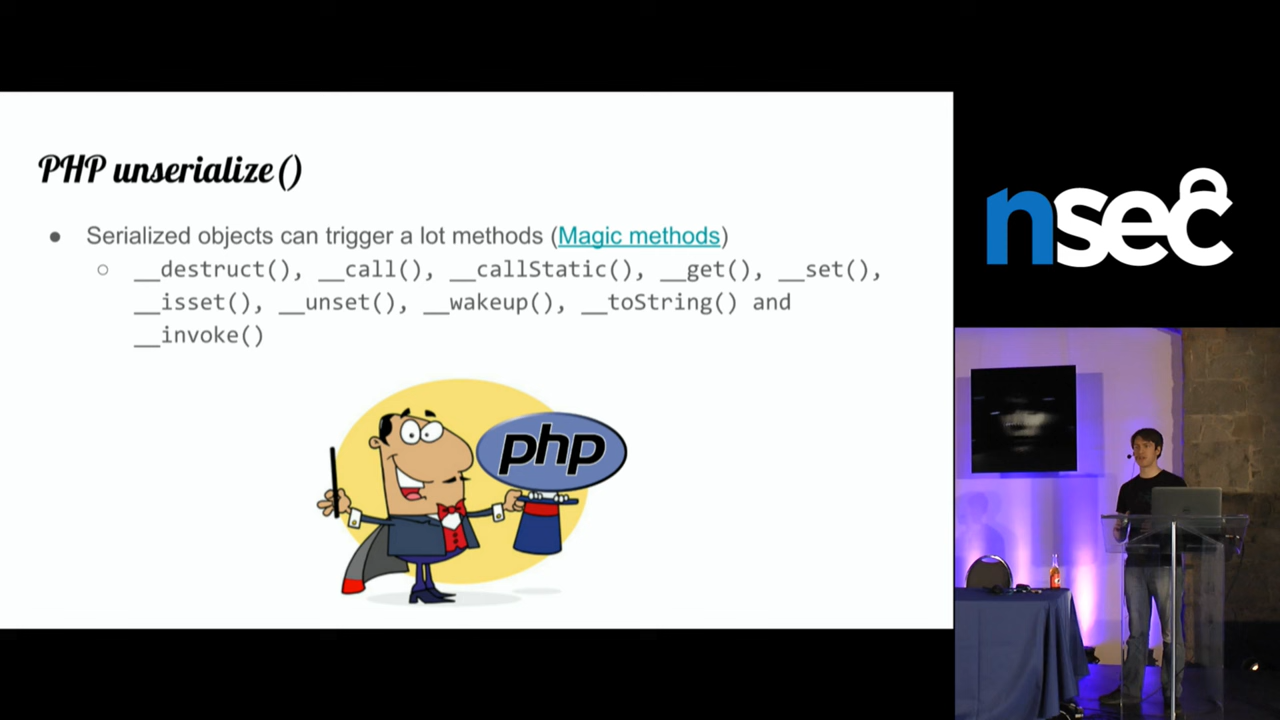 PHP unserialize()
● Serialized objects can trigger a lot methods (Magic methods)
○ __destruct(), __call(), __callStatic(), __get(), __set(),
__isset(), __unset(), __wakeup(), __toString() and
__invoke()
php
nsec